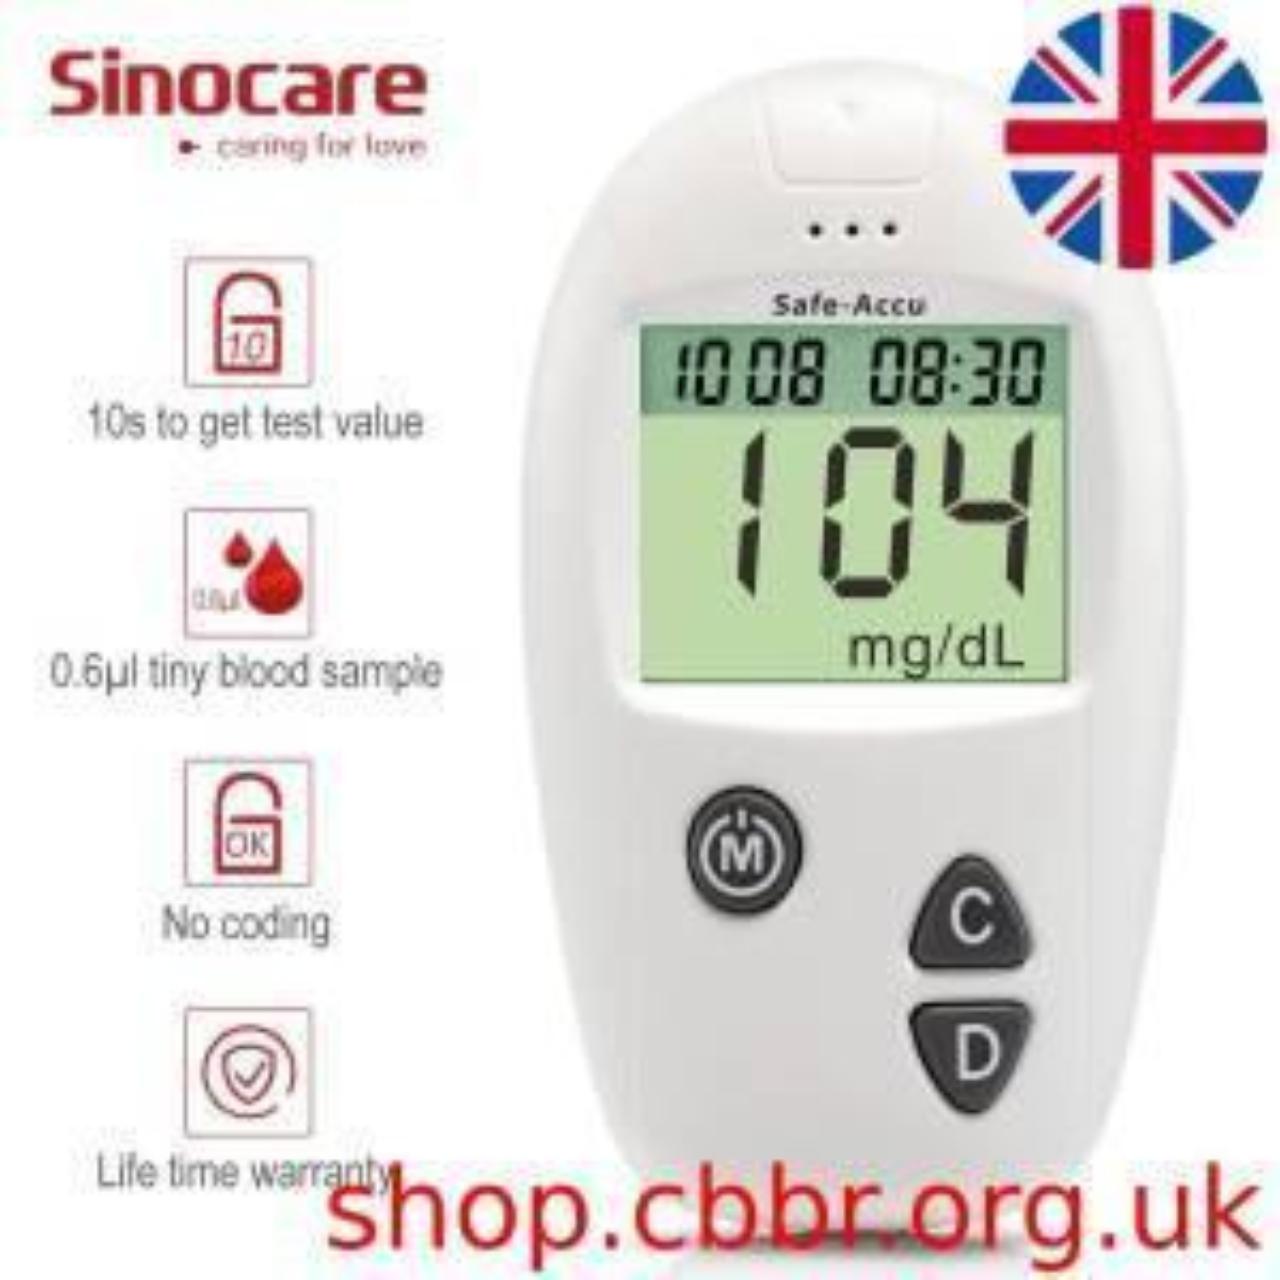 Sinocare
caring for love
10
10s to get test value
0.6µl
0.6µl tiny blood sample
OK
No coding
Life time warranty
Safe-Accu
10 08 08:30
104
mg/dL
M
C
D
shop.cbbr.org.uk